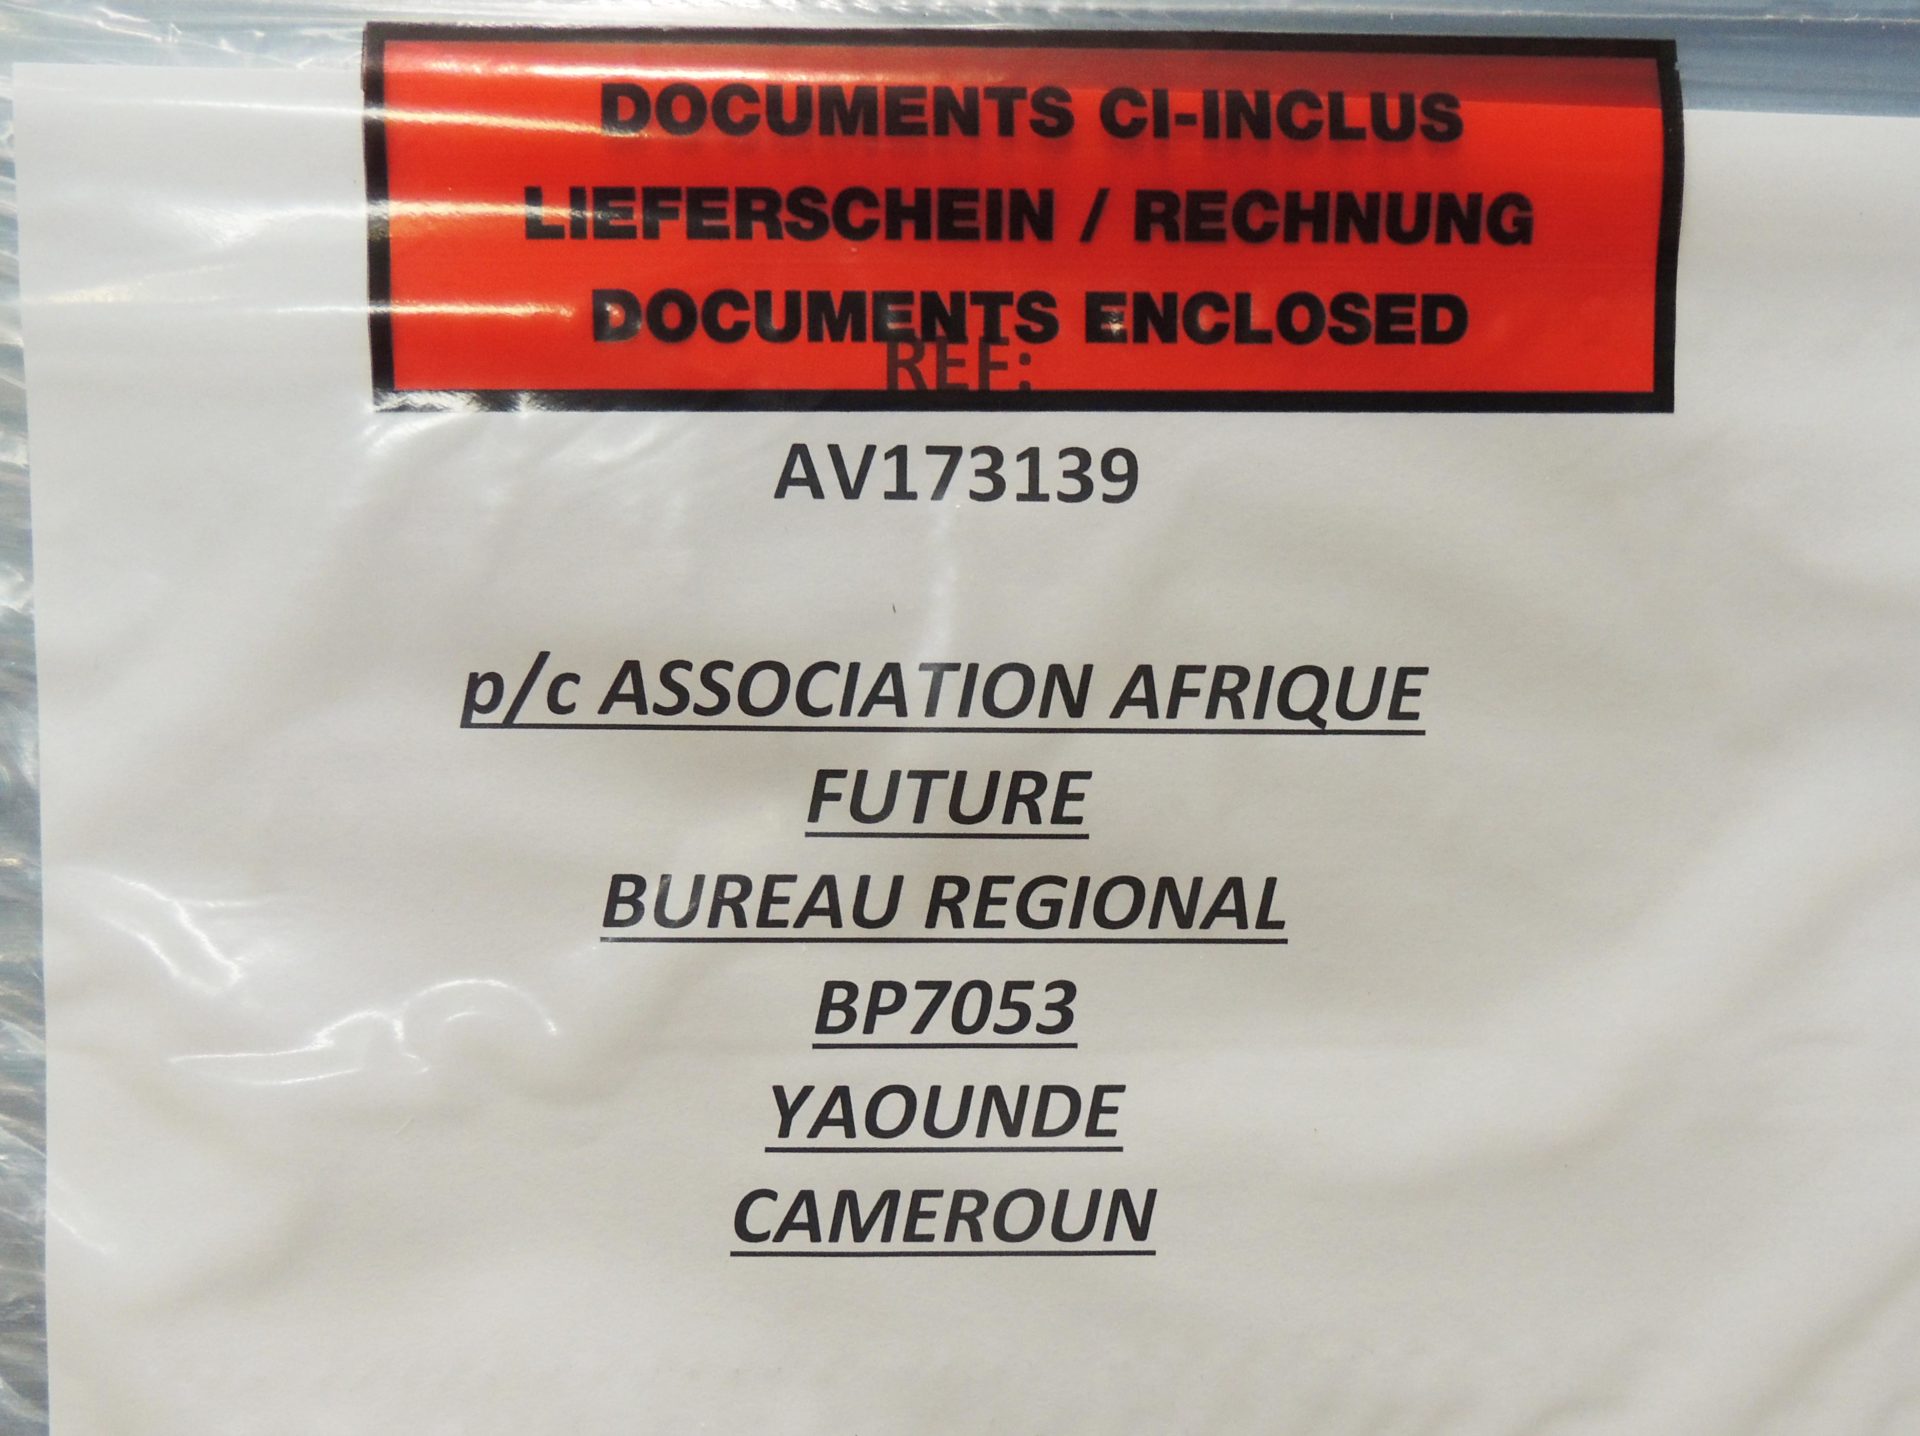 DOCUMENTS CI-INCLUS
LIEFERSCHEIN / RECHNUNG
DOCUMENTS ENCLOSED
REF:
AV173139
p/c ASSOCIATION AFRIQUE
FUTURE
BUREAU REGIONAL
BP7053
YAOUNDE
CAMEROUN